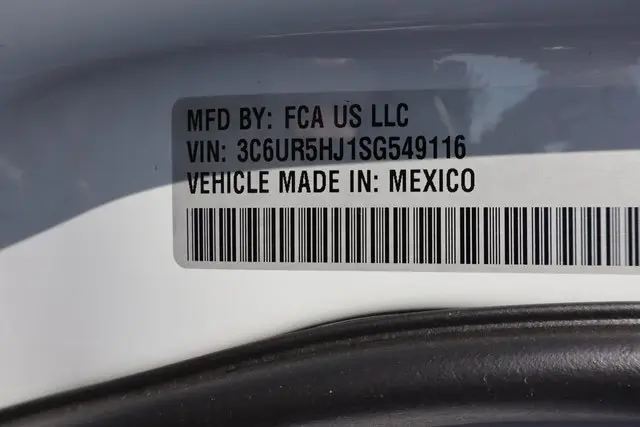 MFD BY: FCA US LLC
VIN: 3C6UR5HJ1SG549116
VEHICLE MADE IN: MEXICO